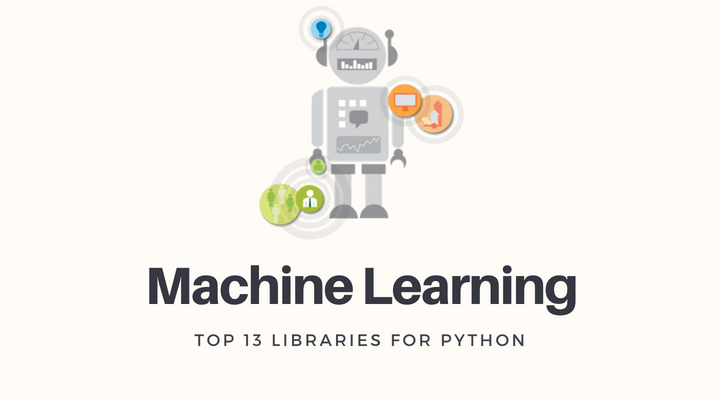 Machine Learning
TOP 13 LIBRARIES FOR PYTHON